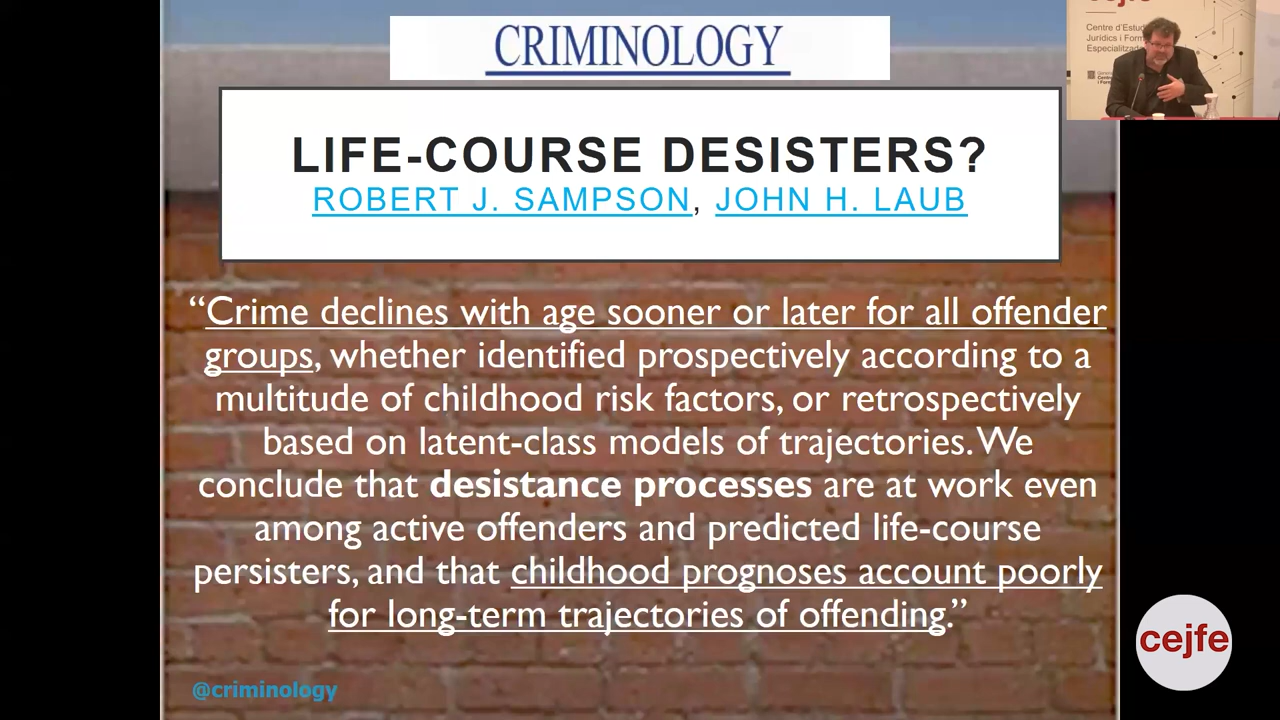 CRIMINOLOGY
LIFE-COURSE DESISTERS?
ROBERT J. SAMPSON, JOHN H. LAUB
“Crime declines with age sooner or later for all offender
groups, whether identified prospectively according to a
multitude of childhood risk factors, or retrospectively
based on latent-class models of trajectories. We
conclude that desistance processes are at work even
among active offenders and predicted life-course
persisters, and that childhood prognoses account poorly
for long-term trajectories of offending.”
@criminology
cejfe
Centre d'Estudis
Jurídics i Form
Especialitzada
cejfe